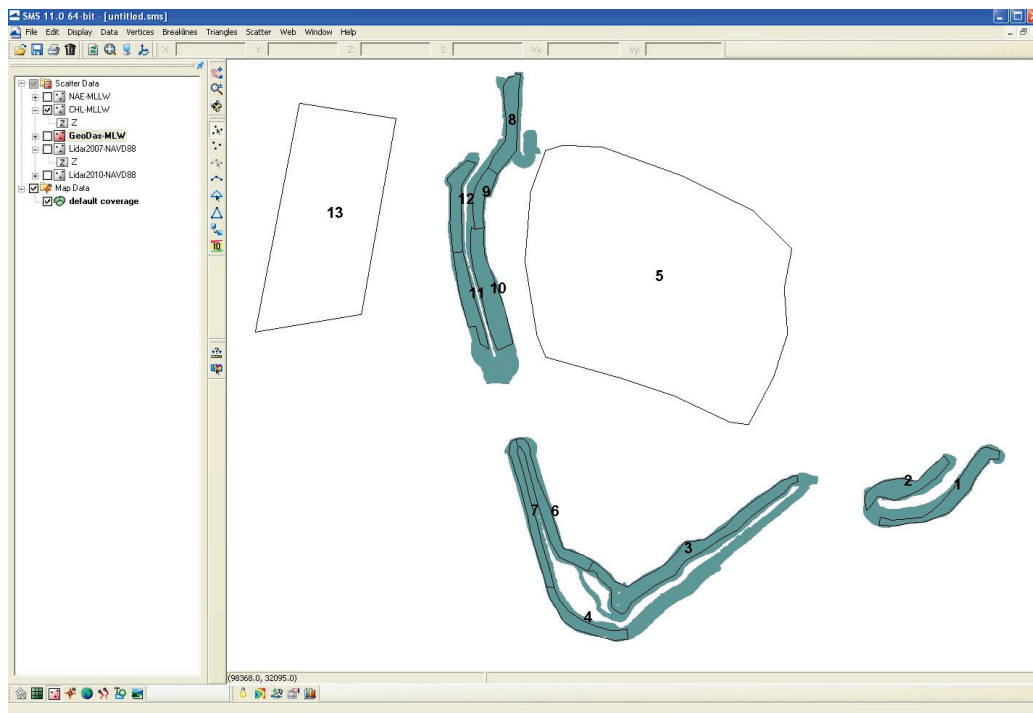 SMS 11.0 64-bit - [untitled.sms]
File Edit Display Data Vertices Breaklines Triangles Scatter Web Window Help
X: Y: Z: S: Vx: Vy:
Scatter Data
NAE-MLLW
CHL-MLLW
Z Z
GeoDas-MLW
Lidar2007-NAVD88
Z Z
Lidar2010-NAVD88
Map Data
default coverage
10
8
9
12
13
5
11
10
2
1
7
6
3
4
(98368.0, 32095.0)